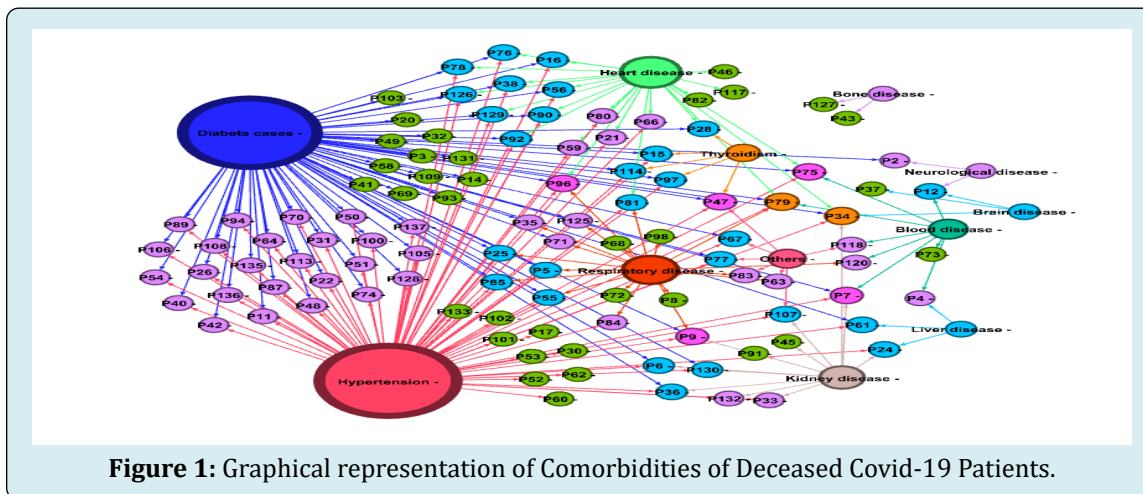 P76 -
P78 -
P16 -
Heart disease -
P46 -
P38 -
P103 -
P126 -
P56 -
P82 -
P117 -
Bone disease -
P127 -
P43 -
P20 -
P129 -
P90 -
P80 -
P66 -
Diabets cases -
P49 -
P32 -
P92 -
P21 -
P28 -
P58 -
P3 -
P131 -
P59 -
P15 -
Thyroidism -
P2 -
P41 -
P109 -
P14 -
P114 -
P97 -
P75 -
Neurological disease -
P69 -
P93 -
P96 -
P37 -
P12 -
P81 -
P47 -
P79 -
P34 -
Brain disease -
P89 -
P94 -
P70 -
P50 -
P137 -
P35 -
P125 -
Blood disease -
P106 -
P108 -
P64 -
P31 -
P100 -
P105 -
P25 -
P71 -
P68 -
P98 -
P67 -
P118 -
P73 -
P54 -
P26 -
P135 -
P113 -
P51 -
P128 -
P5 -
Respiratory disease -
P77 -
Others -
P120 -
P83 -
P63 -
P40 -
P136 -
P87 -
P22 -
P74 -
P85 -
P55 -
P72 -
P8 -
P7 -
P4 -
P42 -
P11 -
P48 -
P133 -
P102 -
P84 -
P107 -
P61 -
Liver disease -
P101 -
P17 -
P9 -
P45 -
P24 -
P53 -
P30 -
P91 -
Hypertension -
P52 -
P62 -
P6 -
P130 -
Kidney disease -
P60 -
P36 -
P132 -
P33 -
Figure 1: Graphical representation of Comorbidities of Deceased Covid-19 Patients.